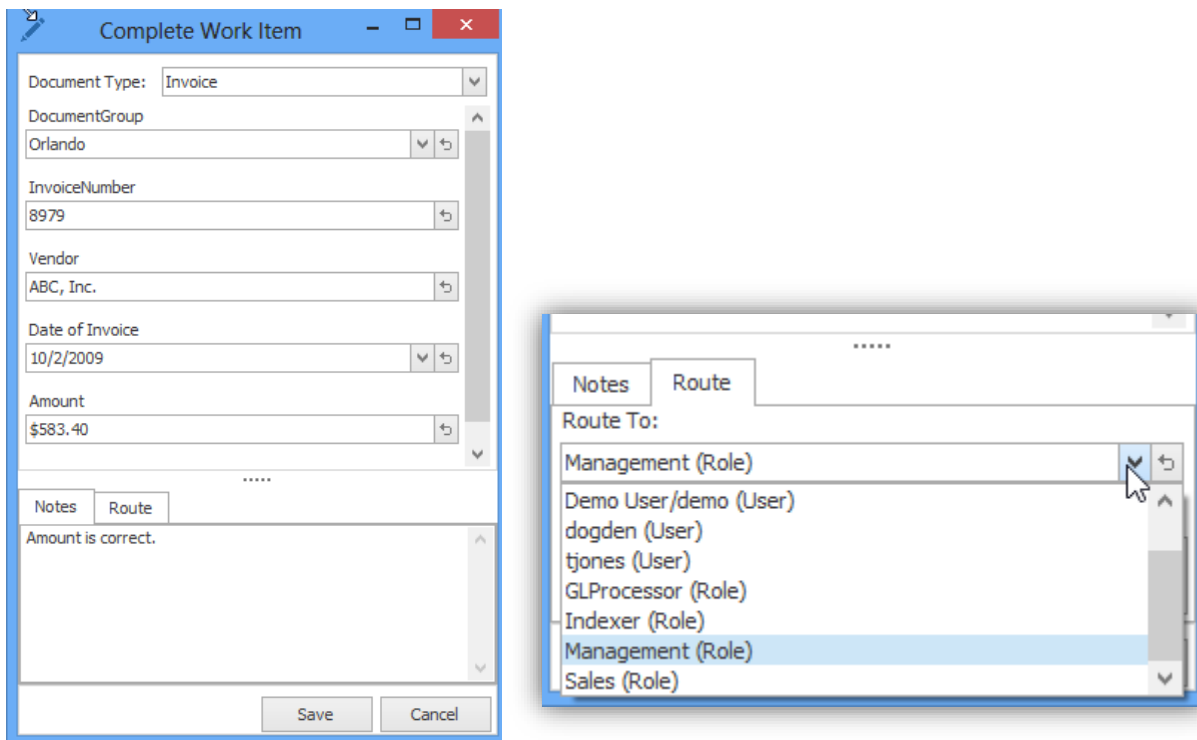 Complete Work Item
Document Type: Invoice
DocumentGroup
Orlando
InvoiceNumber
8979
Vendor
ABC, Inc.
Date of Invoice
10/2/2009
Amount
$583.40
Notes Route
Amount is correct.
Save Cancel
Notes Route
Route To:
Management (Role)
Demo User/demo (User)
dogden (User)
tjones (User)
GLProcessor (Role)
Indexer (Role)
Management (Role)
Sales (Role)